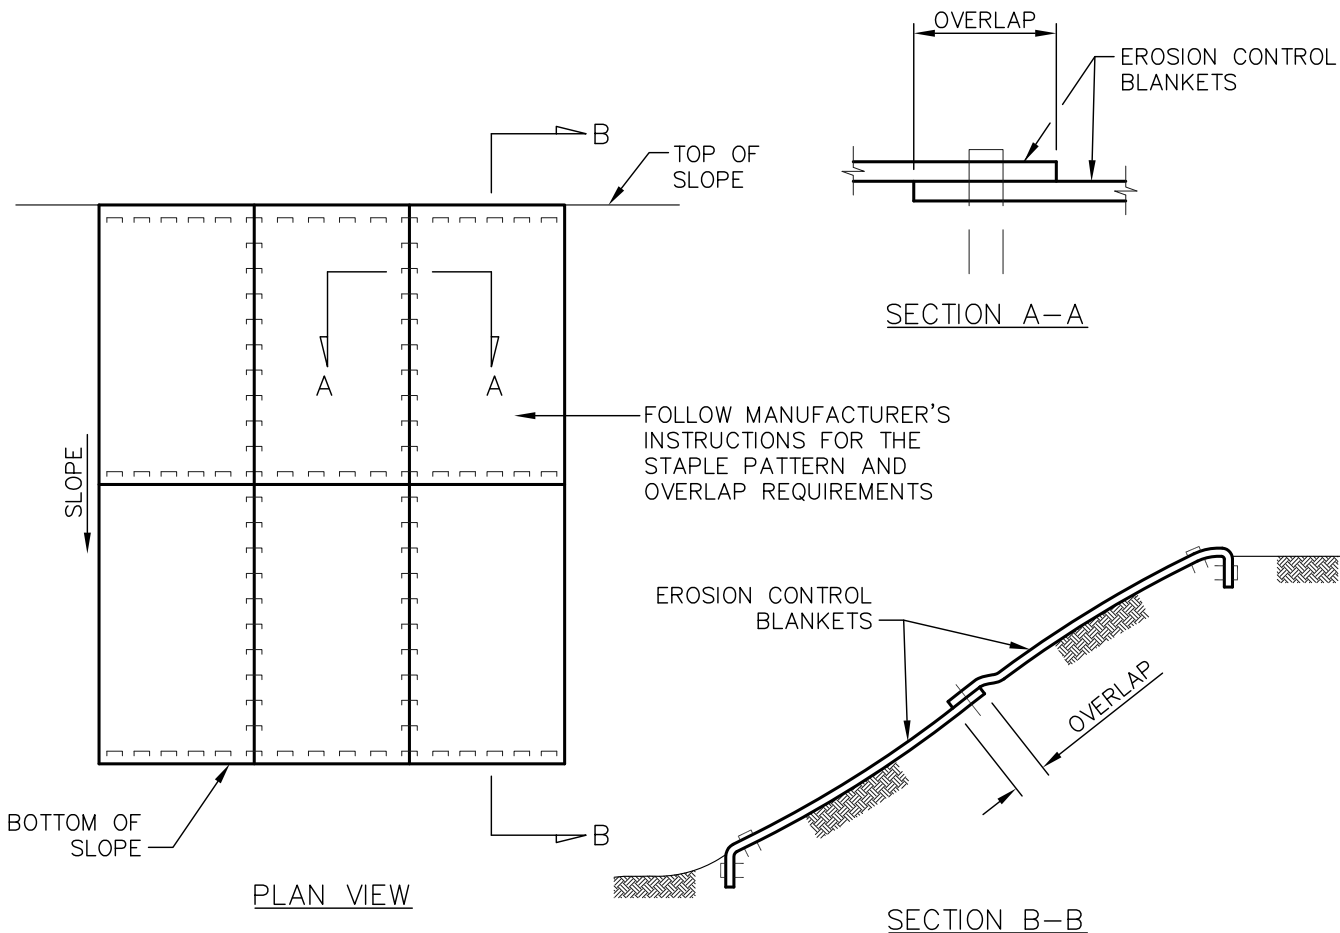 OVERLAP
EROSION CONTROL
BLANKETS
B
TOP OF
SLOPE
SECTION A-A
A
A
FOLLOW MANUFACTURER'S
INSTRUCTIONS FOR THE
STAPLE PATTERN AND
OVERLAP REQUIREMENTS
SLOPE
EROSION CONTROL
BLANKETS
OVERLAP
BOTTOM OF
SLOPE
B
PLAN VIEW
SECTION B-B